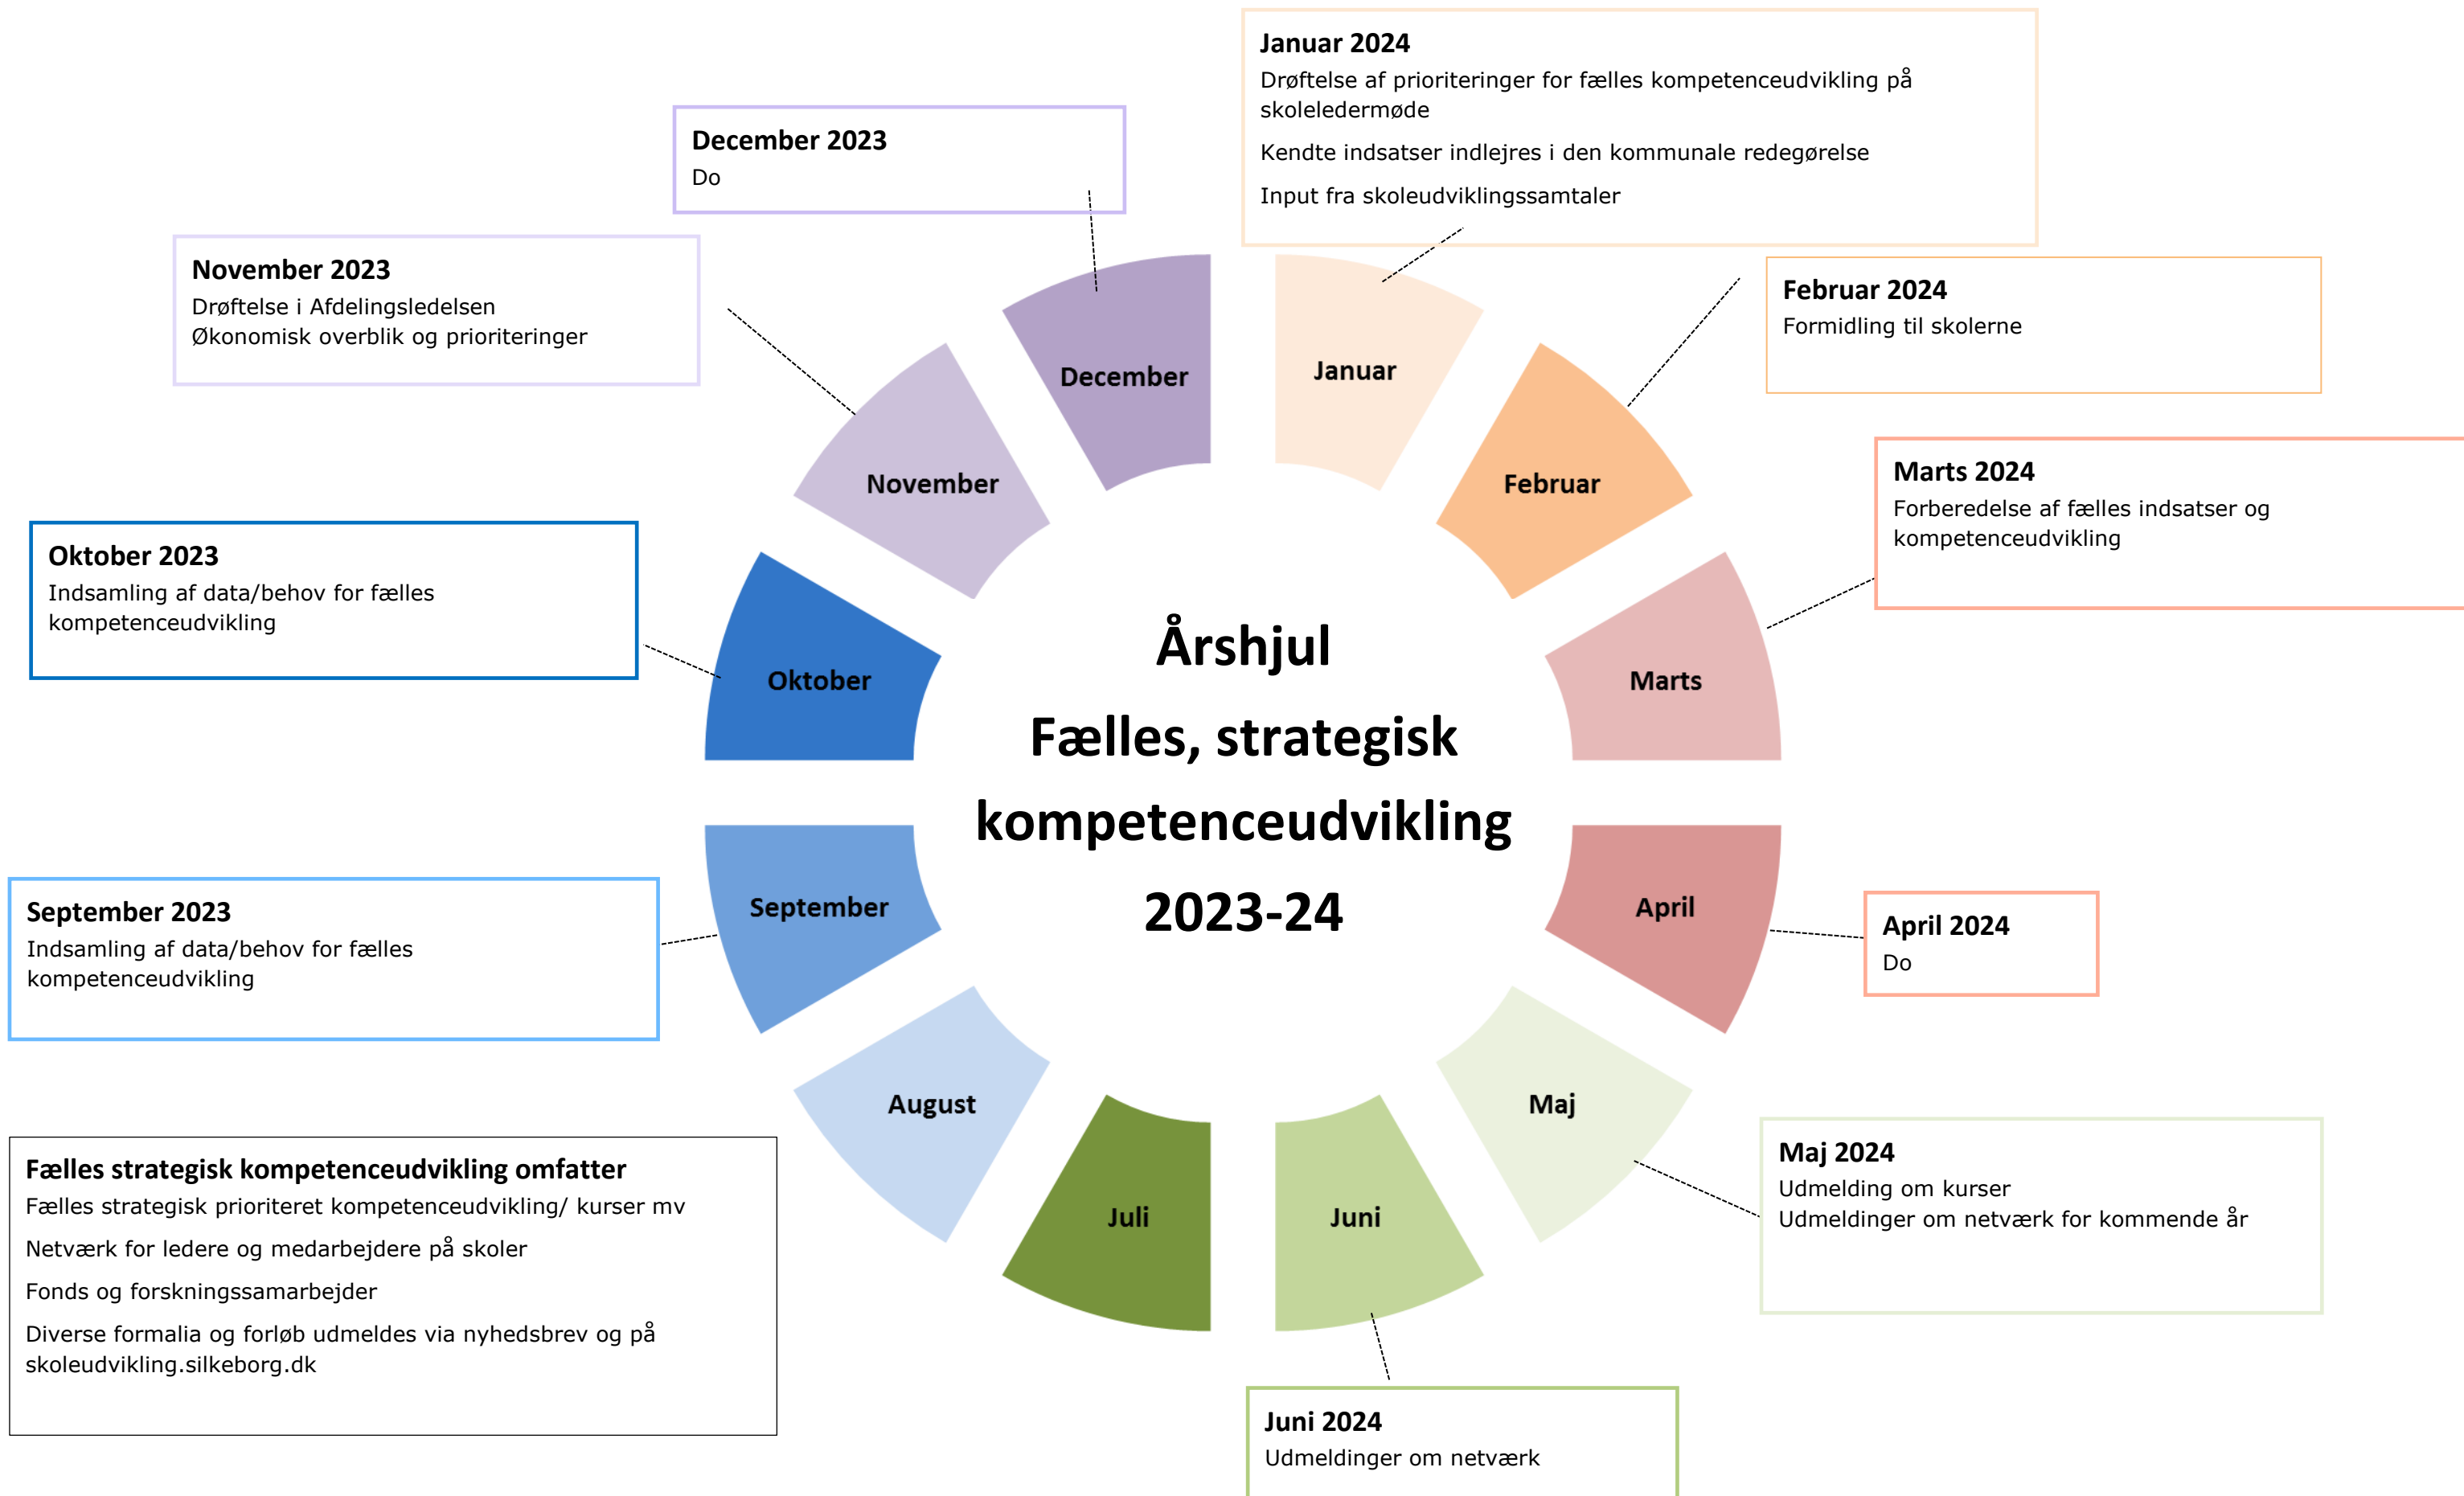 Januar 2024
Drøftelse af prioriteringer for fælles kompetenceudvikling på
skoleledermøde
Kendte indsatser indlejres i den kommunale redegørelse
Input fra skoleudviklingssamtaler
December 2023
Do
November 2023
Drøftelse i Afdelingsledelsen
Økonomisk overblik og prioriteringer
Februar 2024
Formidling til skolerne
Marts 2024
Forberedelse af fælles indsatser og
kompetenceudvikling
Oktober 2023
Indsamling af data/behov for fælles
kompetenceudvikling
December
Januar
November
Februar
Oktober
Marts
September
April
August
Maj
Juli
Juni
Årshjul
Fælles, strategisk
kompetenceudvikling
2023-24
September 2023
Indsamling af data/behov for fælles
kompetenceudvikling
April 2024
Do
Maj 2024
Udmelding om kurser
Udmeldinger om netværk for kommende år
Fælles strategisk kompetenceudvikling omfatter
Fælles strategisk prioriteret kompetenceudvikling/ kurser mv
Netværk for ledere og medarbejdere på skoler
Fonds og forskningssamarbejder
Diverse formalia og forløb udmeldes via nyhedsbrev og på
skoleudvikling.silkeborg.dk
Juni 2024
Udmeldinger om netværk